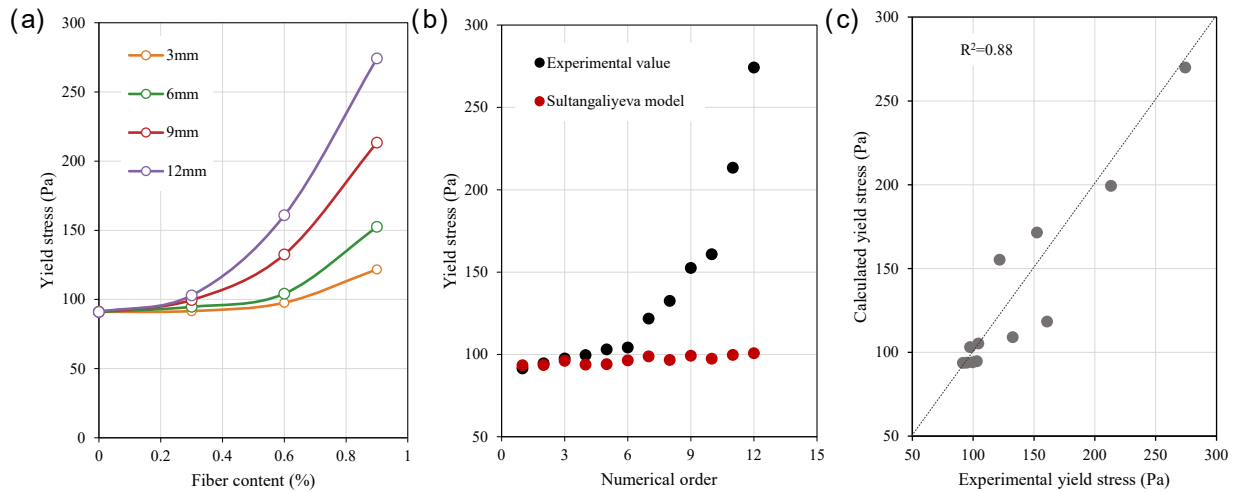 (a)
300
250
200
150
100
50
0
0
0.2
0.4
0.6
0.8
1
Yield stress (Pa)
Fiber content (%)
3mm
6mm
9mm
12mm
(b)
300
250
200
150
100
50
0
3
6
9
12
15
Yield stress (Pa)
Numerical order
Experimental value
Sultangaliyeva model
(c)
300
250
200
150
100
50
50
100
150
200
250
300
Calculated yield stress (Pa)
Experimental yield stress (Pa)
R²=0.88